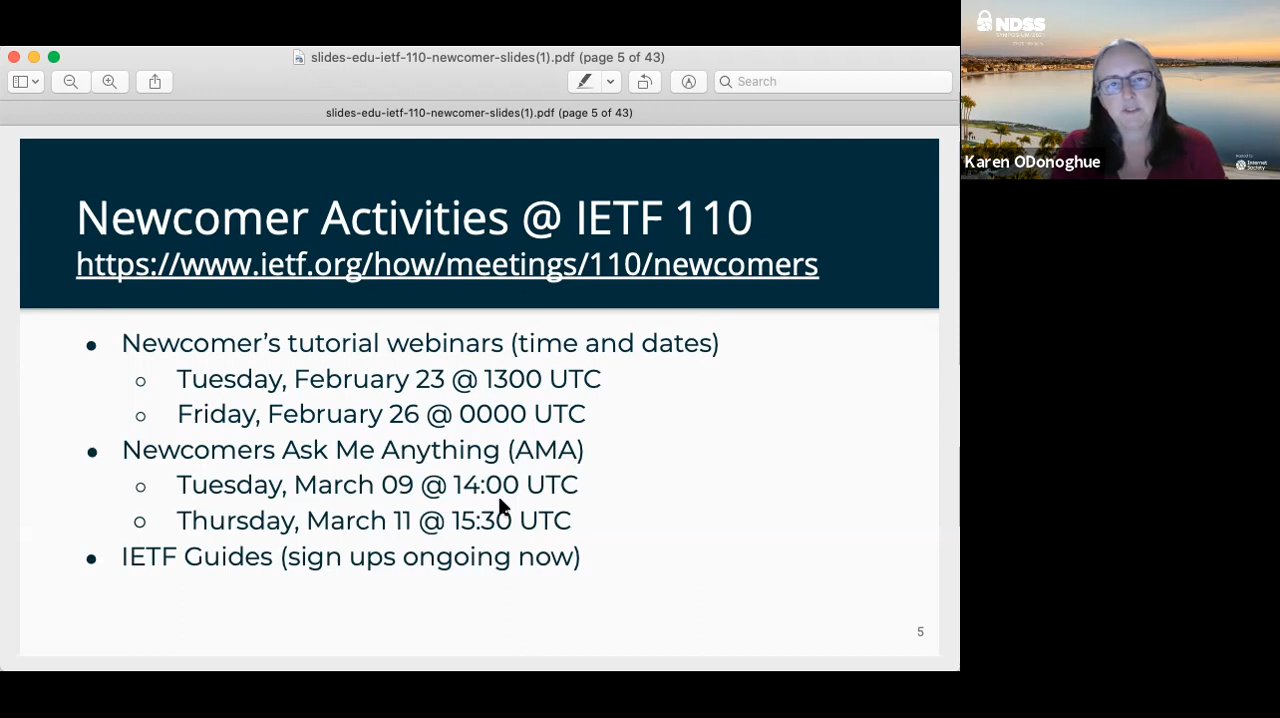 slides-edu-ietf-110-newcomer-slides(1).pdf (page 5 of 43)
Search
slides-edu-ietf-110-newcomer-slides(1).pdf (page 5 of 43)
Newcomer Activities @ IETF 110
https://www.ietf.org/how/meetings/110/newcomers
Newcomer’s tutorial webinars (time and dates)
Tuesday, February 23 @ 1300 UTC
Friday, February 26 @ 0000 UTC
Newcomers Ask Me Anything (AMA)
Tuesday, March 09 @ 14:00 UTC
Thursday, March 11 @ 15:30 UTC
IETF Guides (sign ups ongoing now)
5
NDSS
Karen ODonoghue
Internet
Society